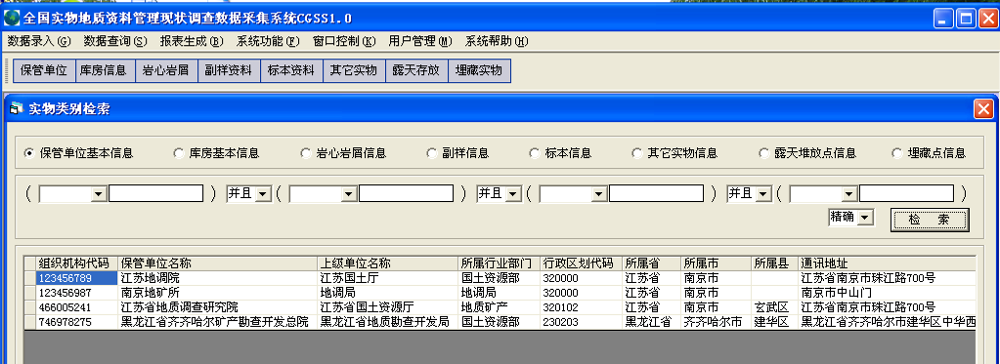 全国实物地质资料管理现状调查数据采集系统CGSS1.0
数据录入(G) 数据查询(S) 报表生成(B) 系统功能(F) 窗口控制(K) 用户管理(M) 系统帮助(H)
保管单位 库房信息 岩心岩屑 副样资料 标本资料 其它实物 露天存放 埋藏实物
实物类别检索
保管单位基本信息 库房基本信息 岩心岩屑信息 副样信息 标本信息 其它实物信息 露天堆放点信息 埋藏点信息
( ) 并且 ( ) 并且 ( ) 并且 ( )
精确 检 索
组织机构代码 保管单位名称 上级单位名称 所属行业部门 行政区划代码 所属省 所属市 所属县 通讯地址
123456789 江苏地调院 江苏国土厅 国土资源部 320000 江苏省 南京市 江苏省南京市珠江路700号
123456987 南京地矿所 地调局 地调局 320000 江苏省 南京市 南京市中山门
466005241 江苏省地质调查研究院 江苏省国土资源厅 地质矿产 320102 江苏省 南京市 玄武区 江苏省南京市珠江路700号
746978275 黑龙江省齐齐哈尔矿产勘查开发总院 黑龙江省地质勘查开发局 国土资源部 230203 黑龙江省 齐齐哈尔市 建华区 黑龙江省齐齐哈尔市建华区中华西